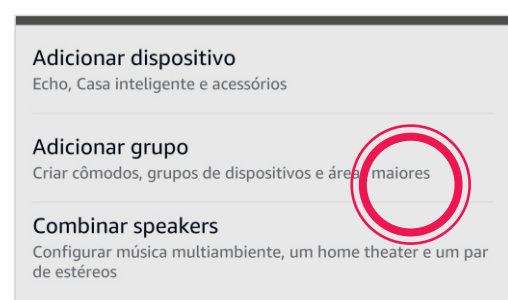 Adicionar dispositivo
Echo, Casa inteligente e acessórios
Adicionar grupo
Criar cômodos, grupos de dispositivos e áreas maiores
Combinar speakers
Configurar música multiambiente, um home theater e um par
de estéreos